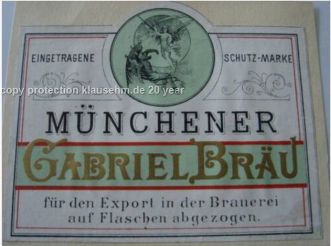 EINGETRAGENE SCHUTZ-MARKE
copy protection klausehm.de 20 year
MÜNCHENER
GABRIEL BRÄU
für den Export in der Brauerei
auf Flaschen abgezogen.